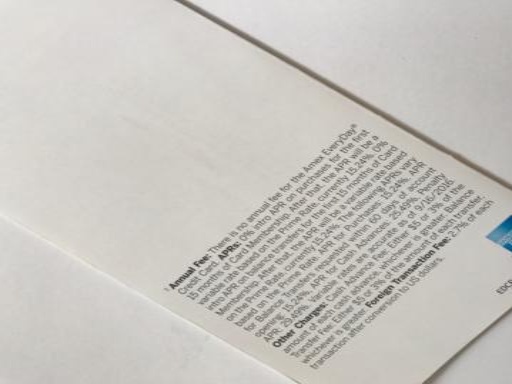 ¹ Annual Fee: There is no annual fee for the Amex EveryDay®
Credit Card. APRs: 0% intro APR on purchases for the first
15 months of Card Membership. After that, the APR will be a
variable rate based on the Prime Rate, currently 15.24%. 0%
intro APR on balance transfers for the first 15 months of Card
Membership. After that, the APR will be a variable rate based
on the Prime Rate, currently 15.24%. The following APRs vary
based on the Prime Rate. APR on Purchases: 15.24%. APR
for Balance Transfers requested within 60 days of account
opening: 15.24%. APR for Cash Advances: 25.49%. Penalty
APR: 29.49%. Variable rates are accurate as of 9/16/2016.
Other Charges: Cash Advance Fee: Either $5 or 3% of the
amount of each cash advance, whichever is greater. Balance
Transfer Fee: Either $5 or 3% of the amount of each transfer,
whichever is greater. Foreign Transaction Fee: 2.7% of each
transaction after conversion to US dollars.